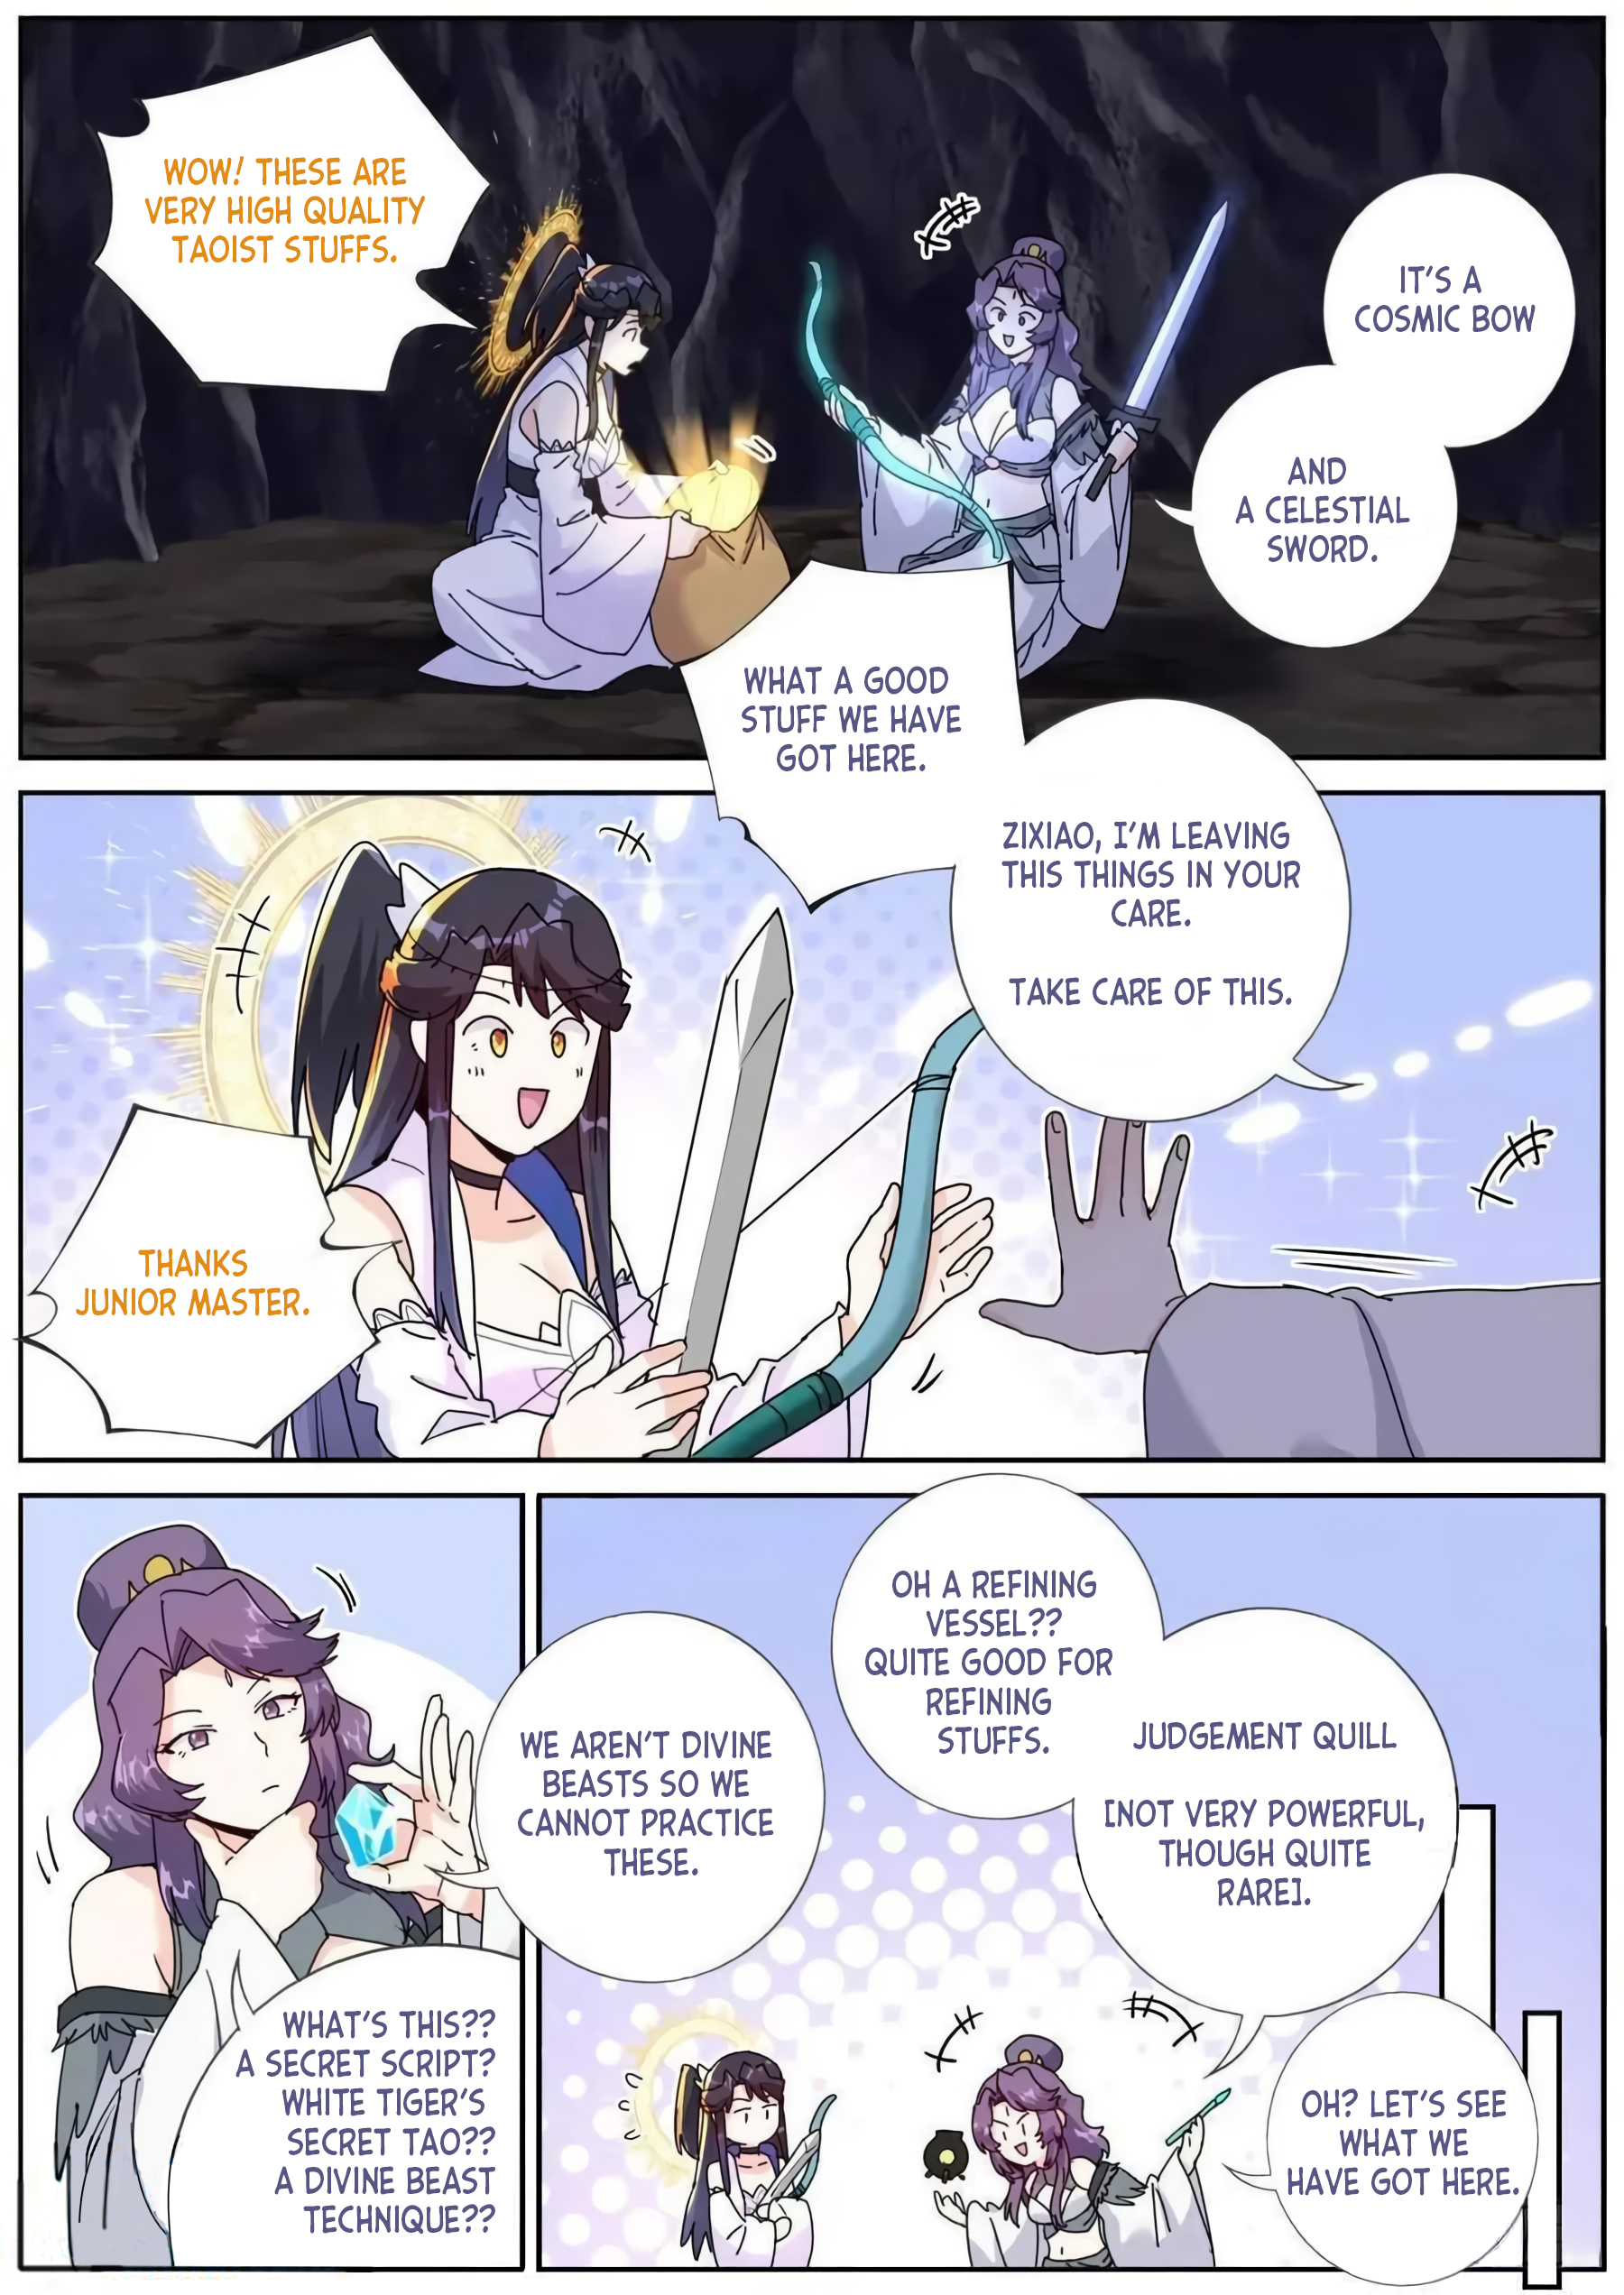 WOW! THESE ARE
VERY HIGH QUALITY
TAOIST STUFFS.
IT'S A
COSMIC BOW
AND
A CELESTIAL
SWORD.
WHAT A GOOD
STUFF WE HAVE
GOT HERE.
ZIXIAO, I'M LEAVING
THIS THINGS IN YOUR
CARE.
TAKE CARE OF THIS.
THANKS
JUNIOR MASTER.
OH A REFINING
VESSEL??
QUITE GOOD FOR
REFINING
STUFFS.
JUDGEMENT QUILL
[NOT VERY POWERFUL,
THOUGH QUITE
RARE].
OH? LET'S SEE
WHAT WE
HAVE GOT HERE.
WHAT'S THIS??
A SECRET SCRIPT?
WHITE TIGER'S
SECRET TAO??
A DIVINE BEAST
TECHNIQUE??
WE AREN'T DIVINE
BEASTS SO WE
CANNOT PRACTICE
THESE.